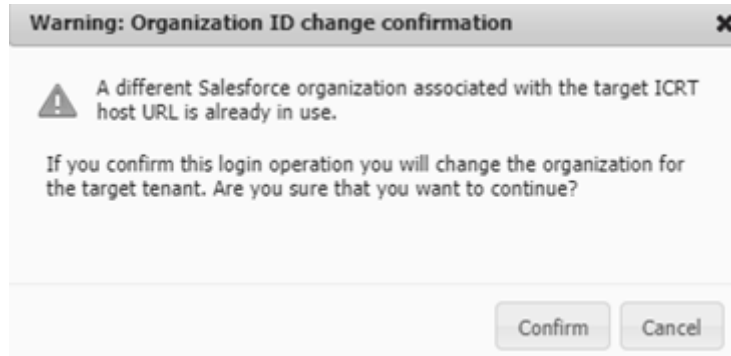 Warning: Organization ID change confirmation
A different Salesforce organization associated with the target ICRT
host URL is already in use.
If you confirm this login operation you will change the organization for
the target tenant. Are you sure that you want to continue?
Confirm Cancel